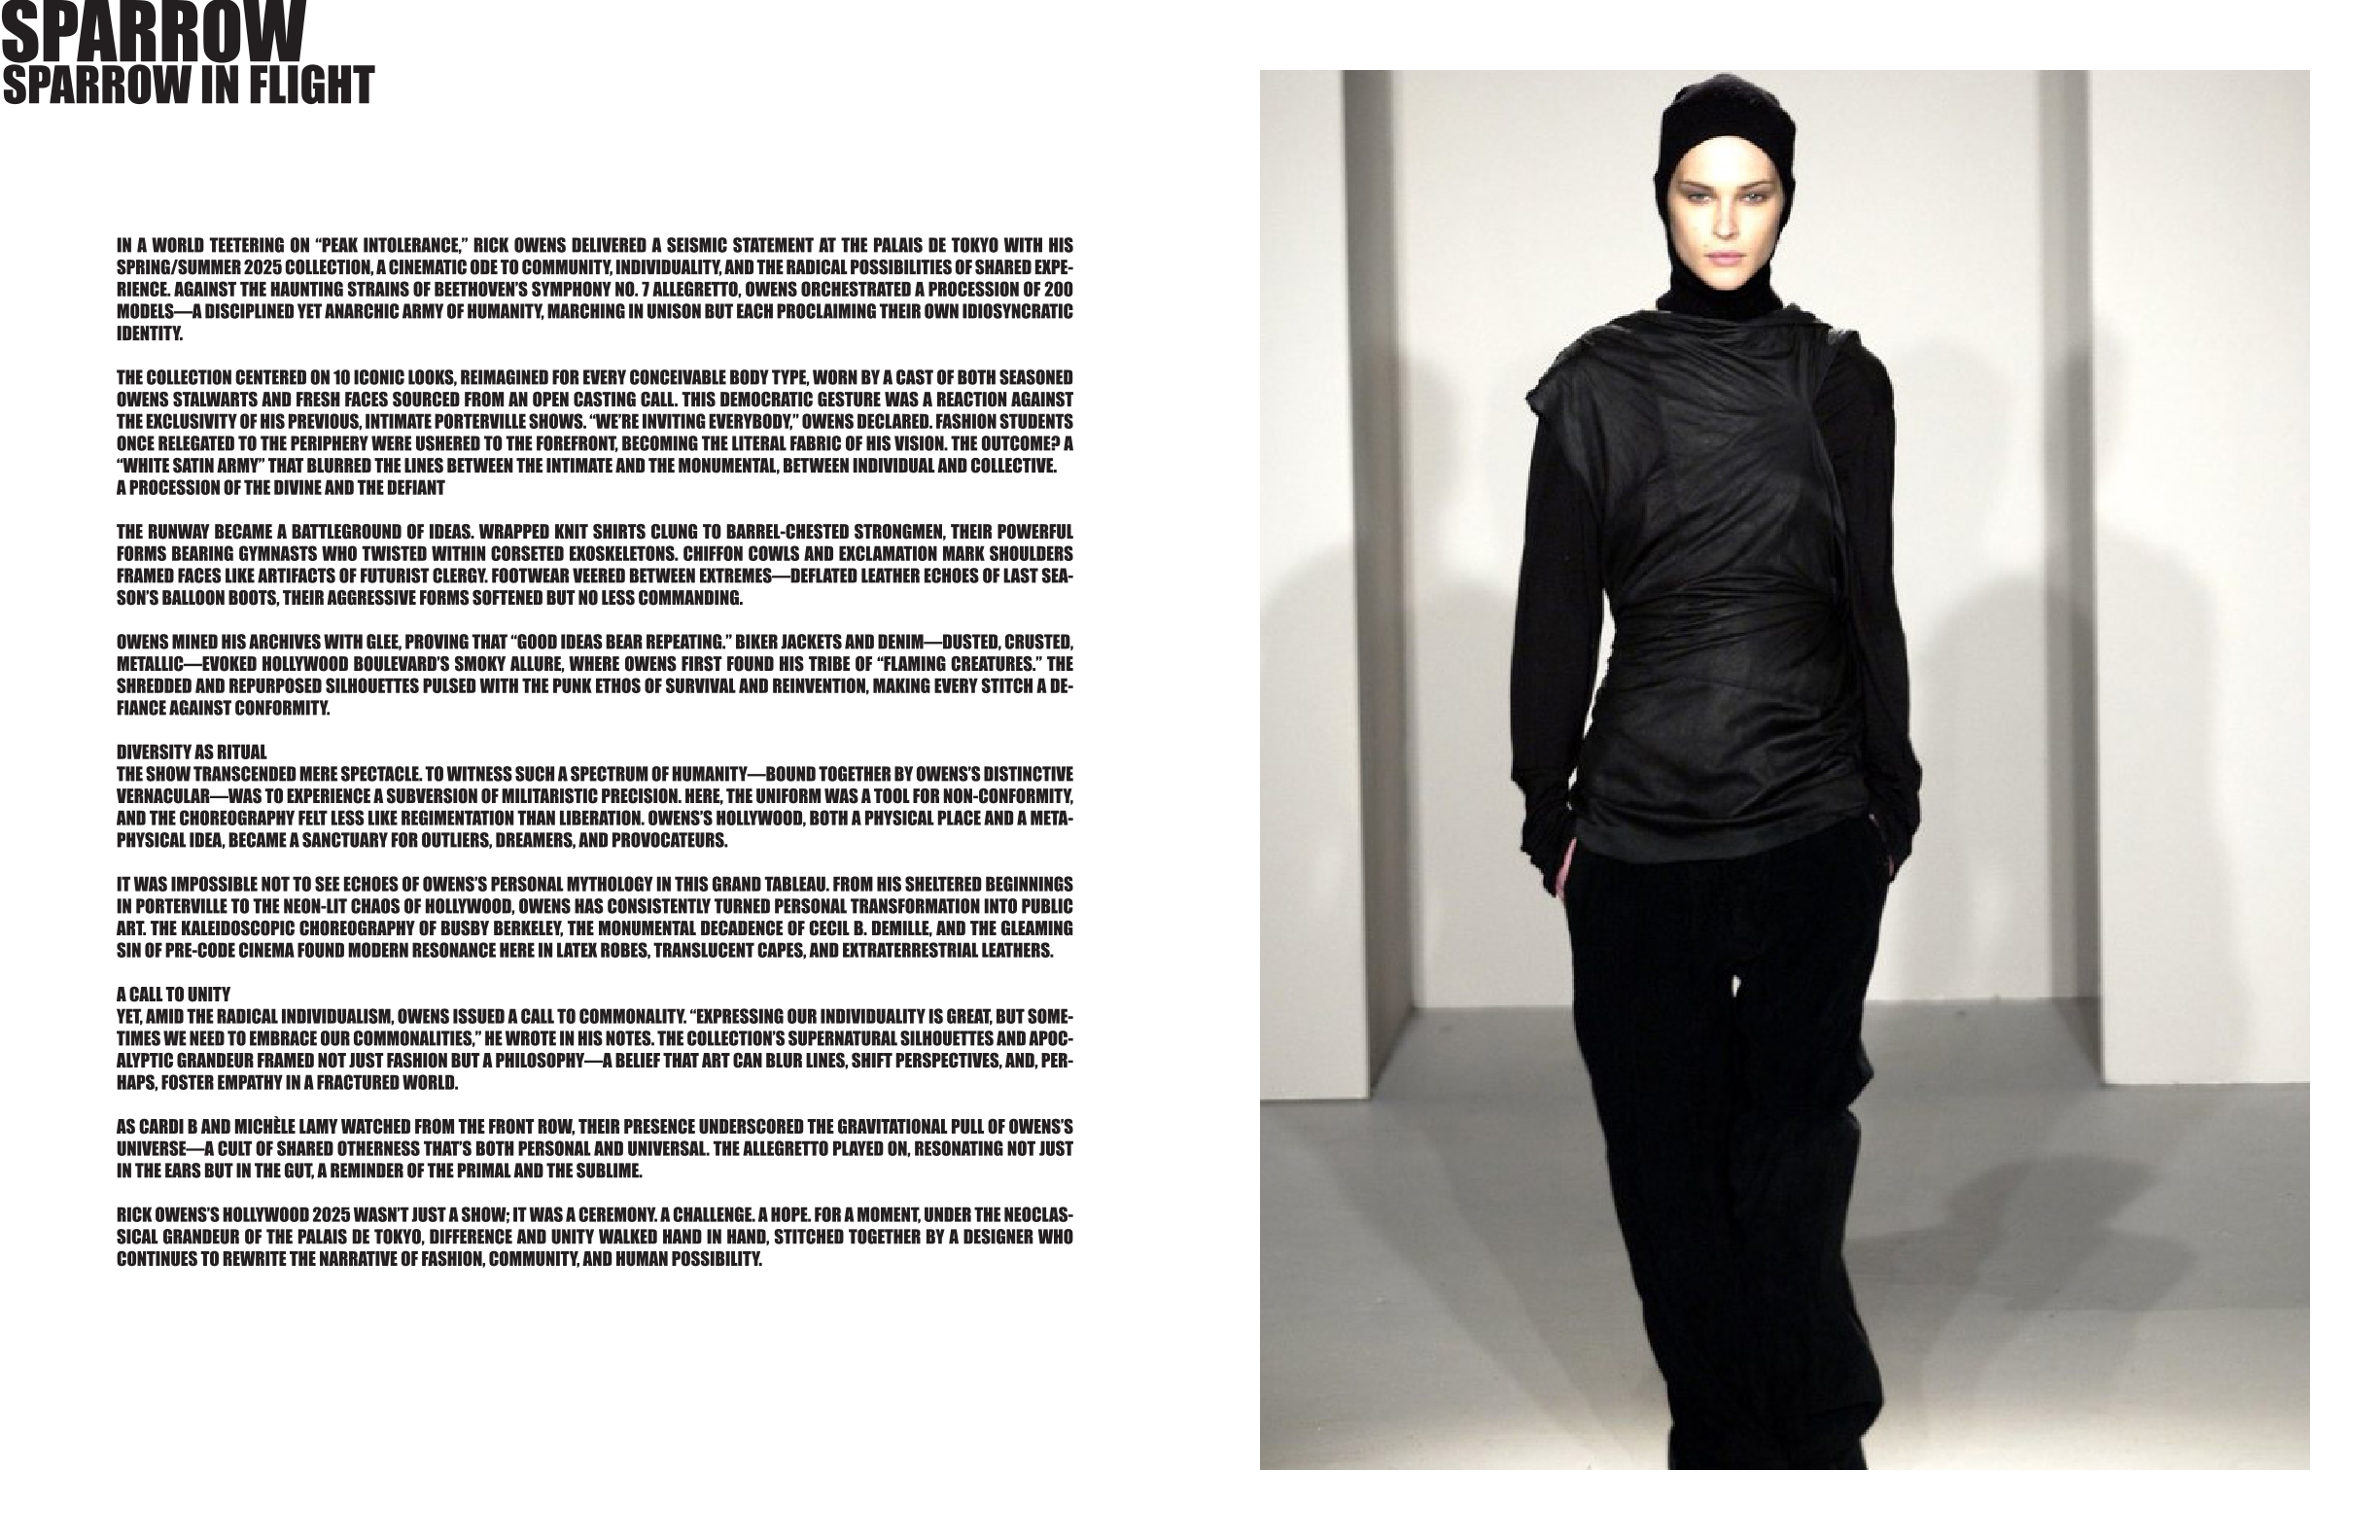 SPARROW
SPARROW IN FLIGHT
IN A WORLD TEETERING ON “PEAK INTOLERANCE,” RICK OWENS DELIVERED A SEISMIC STATEMENT AT THE PALAIS DE TOKYO WITH HIS
SPRING/SUMMER 2025 COLLECTION, A CINEMATIC ODE TO COMMUNITY, INDIVIDUALITY, AND THE RADICAL POSSIBILITIES OF SHARED EXPE-
RIENCE. AGAINST THE HAUNTING STRAINS OF BEETHOVEN’S SYMPHONY NO. 7 ALLEGRETTO, OWENS ORCHESTRATED A PROCESSION OF 200
MODELS—A DISCIPLINED YET ANARCHIC ARMY OF HUMANITY, MARCHING IN UNISON BUT EACH PROCLAIMING THEIR OWN IDIOSYNCRATIC
IDENTITY.
THE COLLECTION CENTERED ON 10 ICONIC LOOKS, REIMAGINED FOR EVERY CONCEIVABLE BODY TYPE, WORN BY A CAST OF BOTH SEASONED
OWENS STALWARTS AND FRESH FACES SOURCED FROM AN OPEN CASTING CALL. THIS DEMOCRATIC GESTURE WAS A REACTION AGAINST
THE EXCLUSIVITY OF HIS PREVIOUS, INTIMATE PORTERVILLE SHOWS. “WE’RE INVITING EVERYBODY,” OWENS DECLARED. FASHION STUDENTS
ONCE RELEGATED TO THE PERIPHERY WERE USHERED TO THE FOREFRONT, BECOMING THE LITERAL FABRIC OF HIS VISION. THE OUTCOME? A
“WHITE SATIN ARMY” THAT BLURRED THE LINES BETWEEN THE INTIMATE AND THE MONUMENTAL, BETWEEN INDIVIDUAL AND COLLECTIVE.
A PROCESSION OF THE DIVINE AND THE DEFIANT
THE RUNWAY BECAME A BATTLEGROUND OF IDEAS. WRAPPED KNIT SHIRTS CLUNG TO BARREL-CHESTED STRONGMEN, THEIR POWERFUL
FORMS BEARING GYMNASTS WHO TWISTED WITHIN CORSETED EXOSKELETONS. CHIFFON COWLS AND EXCLAMATION MARK SHOULDERS
FRAMED FACES LIKE ARTIFACTS OF FUTURIST CLERGY. FOOTWEAR VEERED BETWEEN EXTREMES—DEFLATED LEATHER ECHOES OF LAST SEA-
SON’S BALLOON BOOTS, THEIR AGGRESSIVE FORMS SOFTENED BUT NO LESS COMMANDING.
OWENS MINED HIS ARCHIVES WITH GLEE, PROVING THAT “GOOD IDEAS BEAR REPEATING.” BIKER JACKETS AND DENIM—DUSTED, CRUSTED,
METALLIC—EVOKED HOLLYWOOD BOULEVARD’S SMOKY ALLURE, WHERE OWENS FIRST FOUND HIS TRIBE OF “FLAMING CREATURES.” THE
SHREDDED AND REPURPOSED SILHOUETTES PULSED WITH THE PUNK ETHOS OF SURVIVAL AND REINVENTION, MAKING EVERY STITCH A DE-
FIANCE AGAINST CONFORMITY.
DIVERSITY AS RITUAL
THE SHOW TRANSCENDED MERE SPECTACLE. TO WITNESS SUCH A SPECTRUM OF HUMANITY—BOUND TOGETHER BY OWENS’S DISTINCTIVE
VERNACULAR—WAS TO EXPERIENCE A SUBVERSION OF MILITARISTIC PRECISION. HERE, THE UNIFORM WAS A TOOL FOR NON-CONFORMITY,
AND THE CHOREOGRAPHY FELT LESS LIKE REGIMENTATION THAN LIBERATION. OWENS’S HOLLYWOOD, BOTH A PHYSICAL PLACE AND A META-
PHYSICAL IDEA, BECAME A SANCTUARY FOR OUTLIERS, DREAMERS, AND PROVOCATEURS.
IT WAS IMPOSSIBLE NOT TO SEE ECHOES OF OWENS’S PERSONAL MYTHOLOGY IN THIS GRAND TABLEAU. FROM HIS SHELTERED BEGINNINGS
IN PORTERVILLE TO THE NEON-LIT CHAOS OF HOLLYWOOD, OWENS HAS CONSISTENTLY TURNED PERSONAL TRANSFORMATION INTO PUBLIC
ART. THE KALEIDOSCOPIC CHOREOGRAPHY OF BUSBY BERKELEY, THE MONUMENTAL DECADENCE OF CECIL B. DEMILLE, AND THE GLEAMING
SIN OF PRE-CODE CINEMA FOUND MODERN RESONANCE HERE IN LATEX ROBES, TRANSLUCENT CAPES, AND EXTRATERRESTRIAL LEATHERS.
A CALL TO UNITY
YET, AMID THE RADICAL INDIVIDUALISM, OWENS ISSUED A CALL TO COMMONALITY. “EXPRESSING OUR INDIVIDUALITY IS GREAT, BUT SOME-
TIMES WE NEED TO EMBRACE OUR COMMONALITIES,” HE WROTE IN HIS NOTES. THE COLLECTION’S SUPERNATURAL SILHOUETTES AND APOC-
ALYPTIC GRANDEUR FRAMED NOT JUST FASHION BUT A PHILOSOPHY—A BELIEF THAT ART CAN BLUR LINES, SHIFT PERSPECTIVES, AND, PER-
HAPS, FOSTER EMPATHY IN A FRACTURED WORLD.
AS CARDI B AND MICHÈLE LAMY WATCHED FROM THE FRONT ROW, THEIR PRESENCE UNDERSCORED THE GRAVITATIONAL PULL OF OWENS’S
UNIVERSE—A CULT OF SHARED OTHERNESS THAT’S BOTH PERSONAL AND UNIVERSAL. THE ALLEGRETTO PLAYED ON, RESONATING NOT JUST
IN THE EARS BUT IN THE GUT, A REMINDER OF THE PRIMAL AND THE SUBLIME.
RICK OWENS’S HOLLYWOOD 2025 WASN’T JUST A SHOW; IT WAS A CEREMONY. A CHALLENGE. A HOPE. FOR A MOMENT, UNDER THE NEOCLAS-
SICAL GRANDEUR OF THE PALAIS DE TOKYO, DIFFERENCE AND UNITY WALKED HAND IN HAND, STITCHED TOGETHER BY A DESIGNER WHO
CONTINUES TO REWRITE THE NARRATIVE OF FASHION, COMMUNITY, AND HUMAN POSSIBILITY.